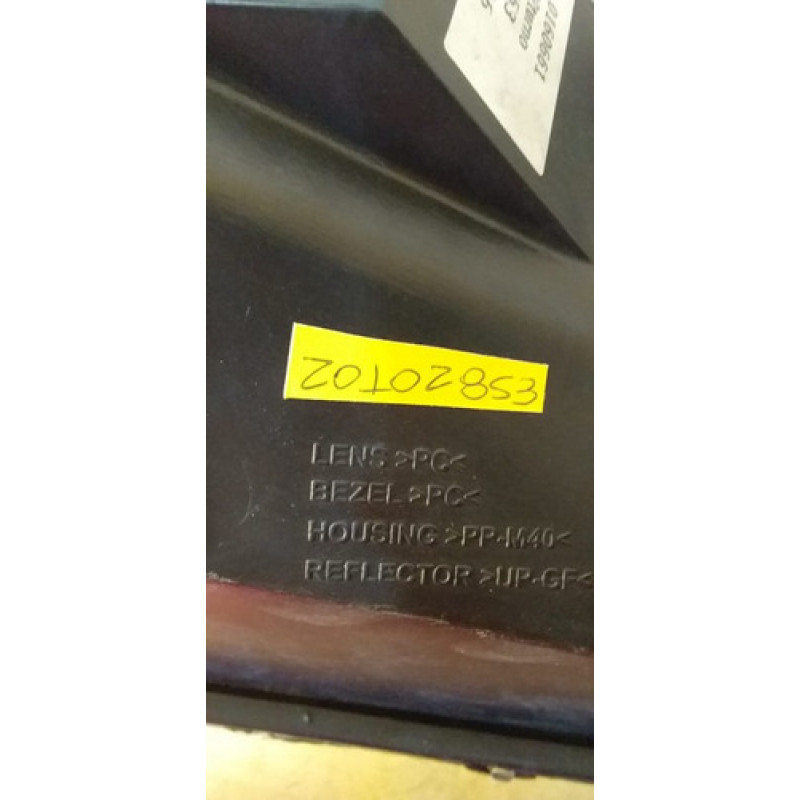 20102853
LENS >PC<
BEZEL >PC<
HOUSING >PP-M40<
REFLECTOR >UP-GF<